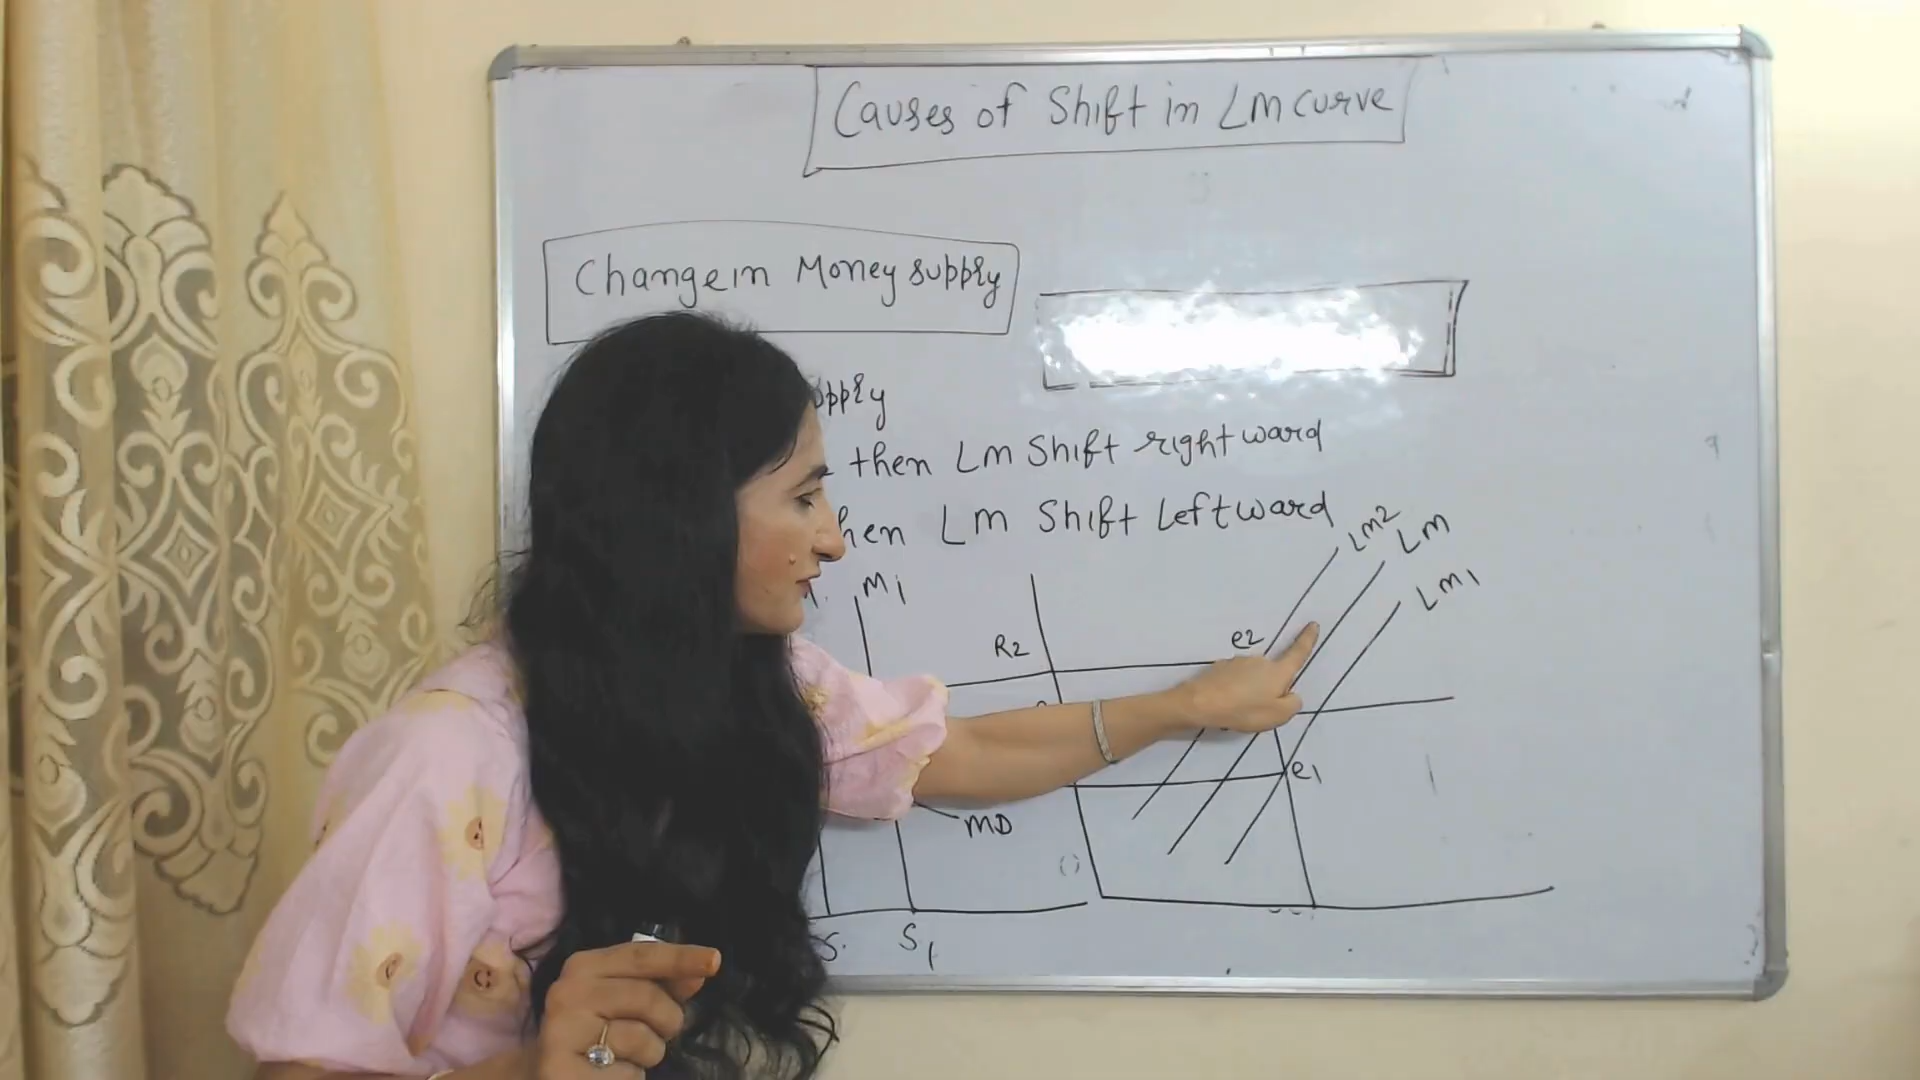 Causes of Shift in LM curve
Change in Money supply
then LM Shift rightward
LM Shift Leftward
LM2
LM
LM1
M1
R2
e2
e1
MD
S1